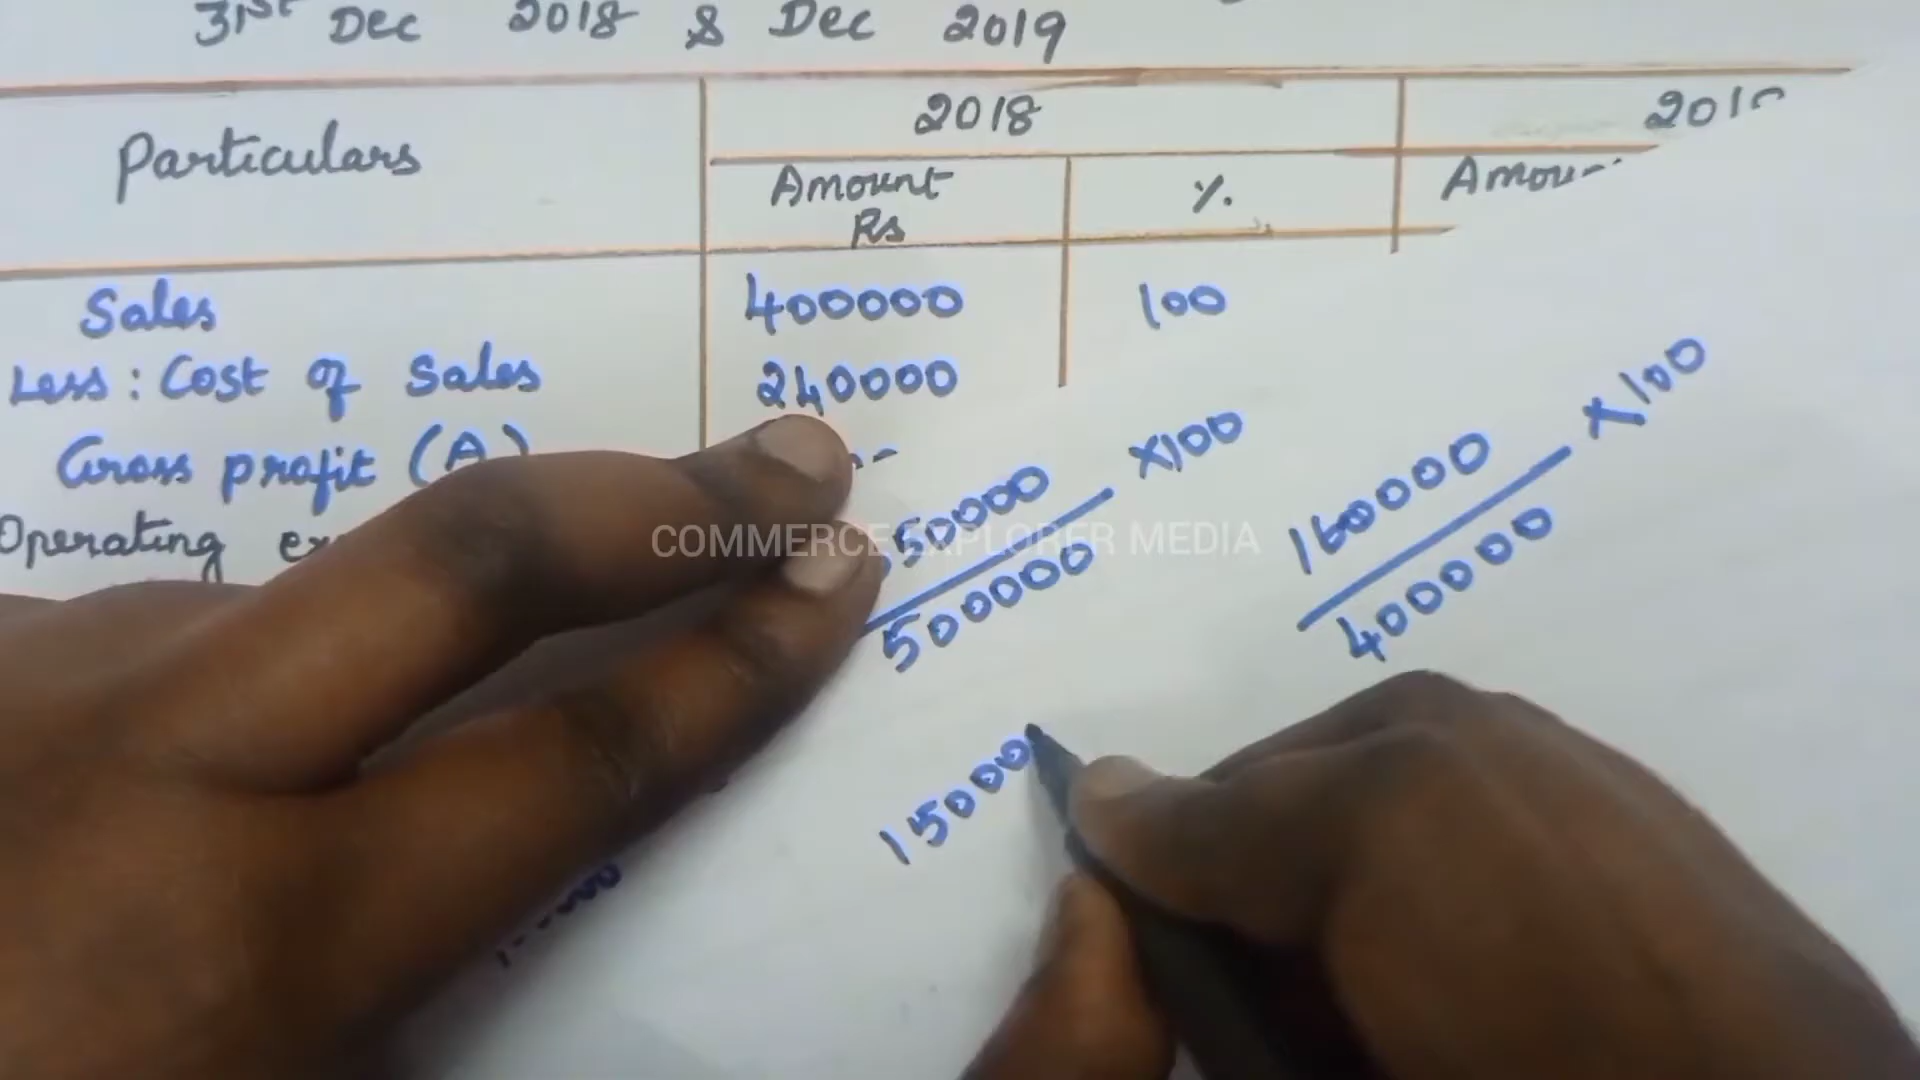 31st Dec 2018 & Dec 2019
Particulars
2018
Amount
Rs
%
Amou
Sales 400000 100
Less: Cost of Sales 240000
Gross profit (A)
Operating
50000
500000
X100
160000
400000
X100
15000
COMMERCE EXPLORER MEDIA